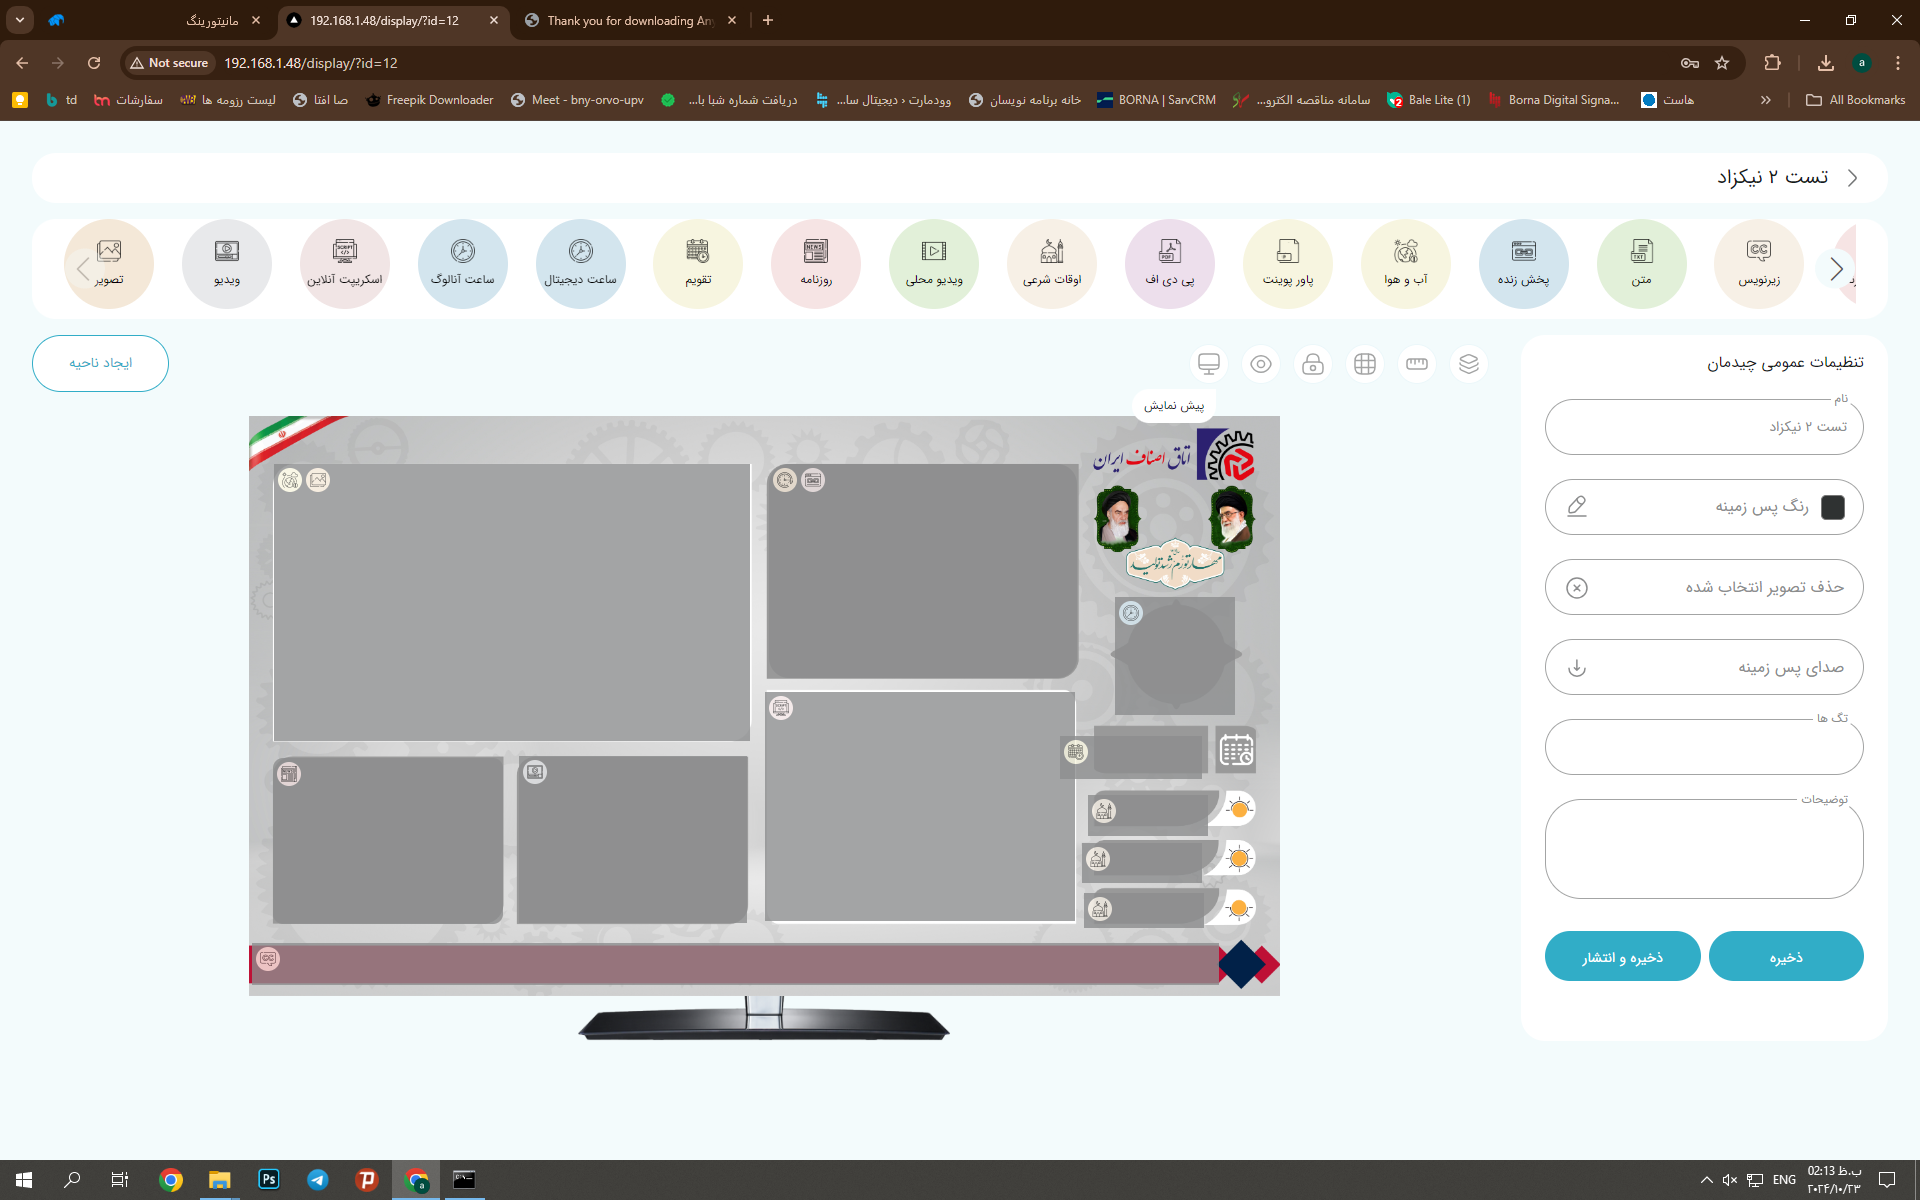 مانیتورینگ
192.168.1.48/display/?id=12
Thank you for downloading Any
Not secure
192.168.1.48/display/?id=12
a
td
سفارشات
لیست رزومه ها
صا افتا
Freepik Downloader
Meet - bny-orvo-upv
دریافت شماره شبا با...
وودمارت ‹ دیجیتال سا...
خانه برنامه نویسان
BORNA | SarvCRM
سامانه مناقصه الکترو...
Bale Lite (1)
Borna Digital Signa...
هاست
All Bookmarks
تست ۲ نیکزاد
زیرنویس
متن
پخش زنده
آب و هوا
پاور پوینت
پی دی اف
اوقات شرعی
ویدیو محلی
روزنامه
تقویم
ساعت دیجیتال
ساعت آنالوگ
اسکریپت آنلاین
ویدیو
تصویر
ایجاد ناحیه
پیش نمایش
اتاق اصناف ایران
مهار تورم رشد تولید
تنظیمات عمومی چیدمان
نام
تست ۲ نیکزاد
رنگ پس زمینه
حذف تصویر انتخاب شده
صدای پس زمینه
تگ ها
توضیحات
ذخیره
ذخیره و انتشار
ENG
02:13 ب.ظ
۲۰۲۴/۱۰/۲۳